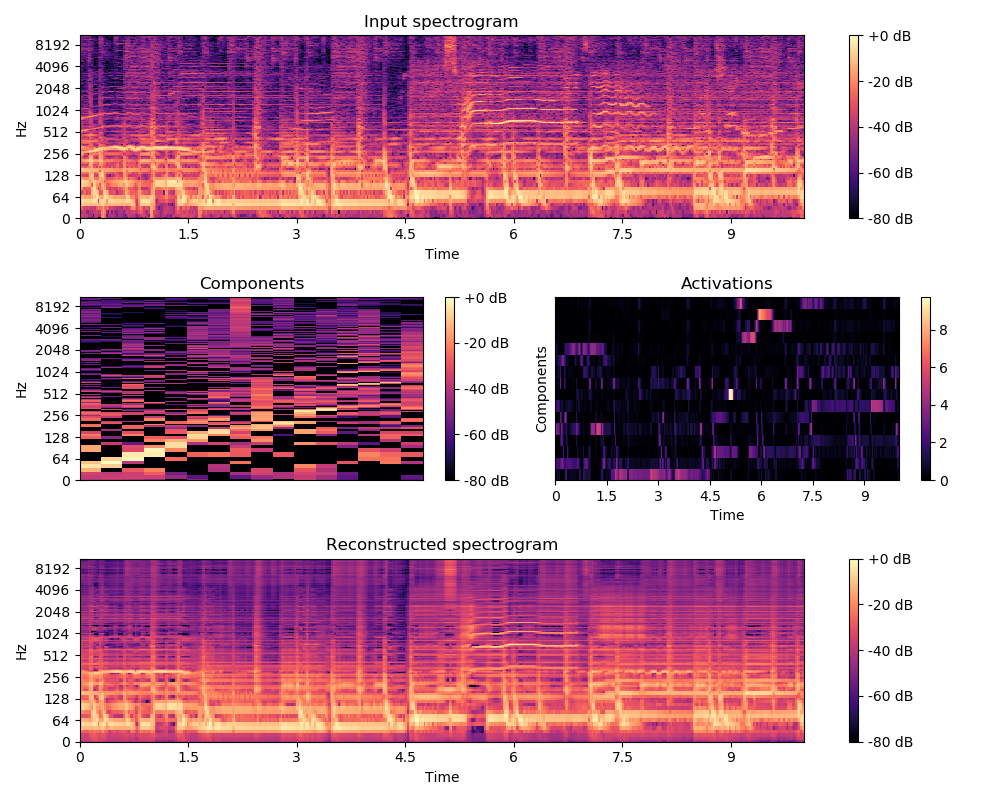 Input spectrogram
8192
4096
2048
1024
512
256
128
64
0
Hz
0 1.5 3 4.5 6 7.5 9
Time
+0 dB
-20 dB
-40 dB
-60 dB
-80 dB
Components
8192
4096
2048
1024
512
256
128
64
0
Hz
+0 dB
-20 dB
-40 dB
-60 dB
-80 dB
Activations
Components
0 1.5 3 4.5 6 7.5 9
Time
8
6
4
2
0
Reconstructed spectrogram
8192
4096
2048
1024
512
256
128
64
0
Hz
0 1.5 3 4.5 6 7.5 9
Time
+0 dB
-20 dB
-40 dB
-60 dB
-80 dB